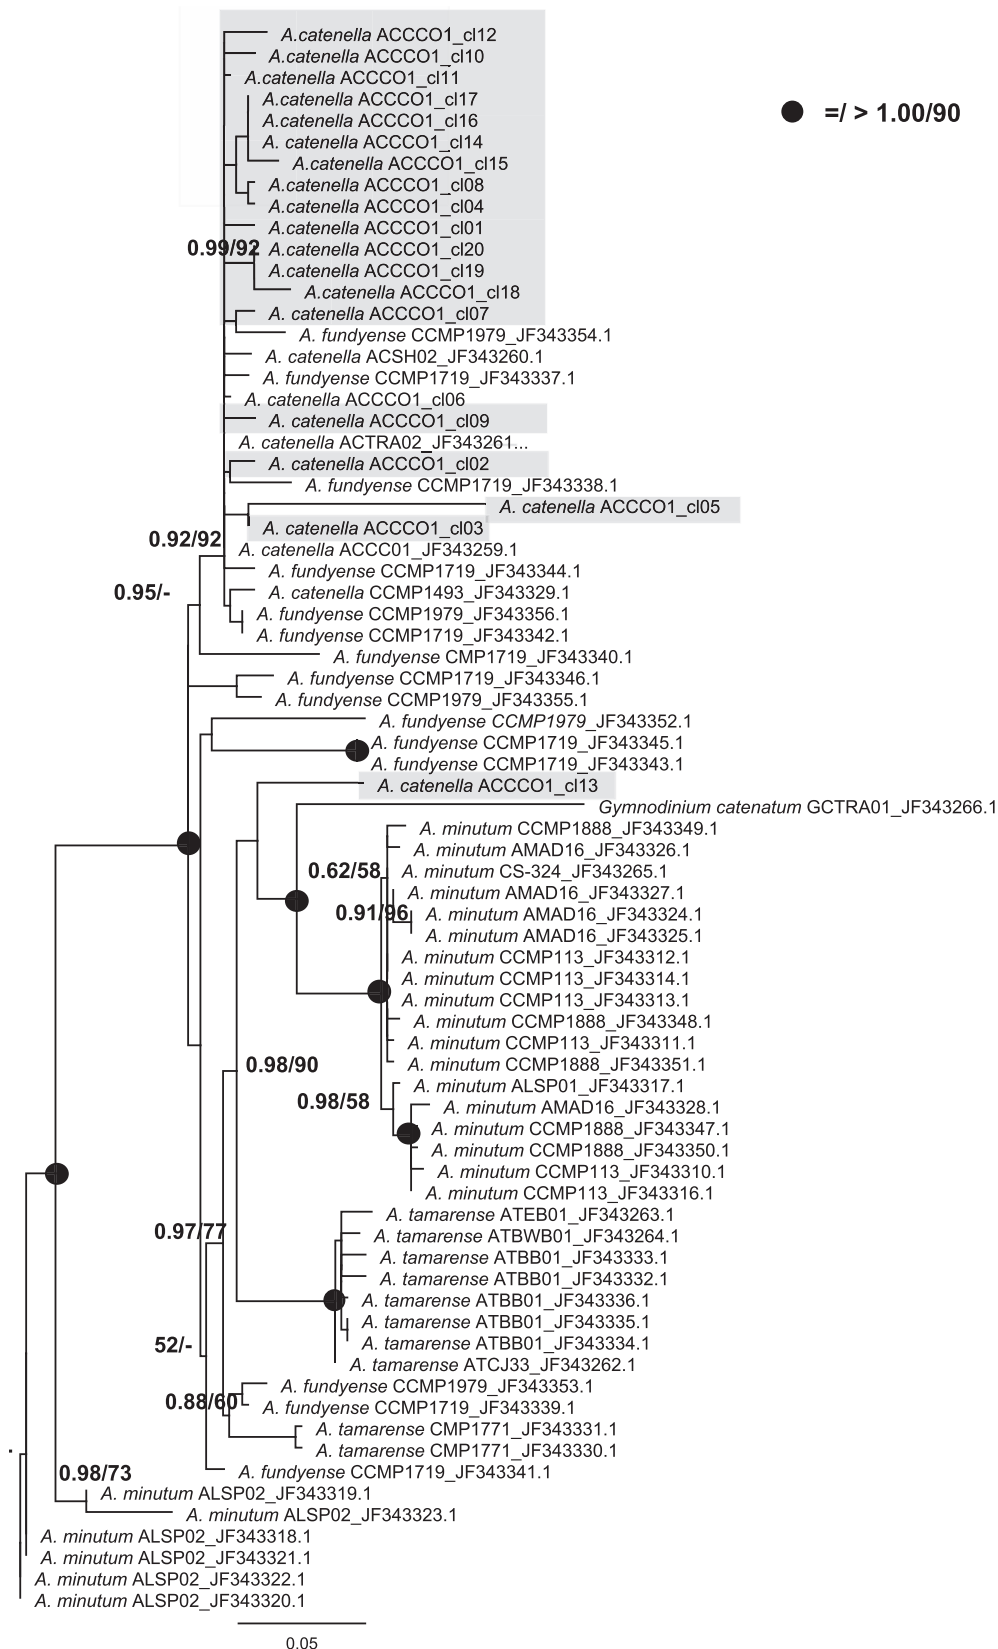 A.catenella ACCCO1_cl12
A.catenella ACCCO1_cl10
A.catenella ACCCO1_cl11
A.catenella ACCCO1_cl17
=/ > 1.00/90
A.catenella ACCCO1_cl16
A. catenella ACCCO1_cl14
A.catenella ACCCO1_cl15
A.catenella ACCCO1_cl08
A.catenella ACCCO1_cl04
A.catenella ACCCO1_cl01
0.99/92
A.catenella ACCCO1_cl20
A.catenella ACCCO1_cl19
A.catenella ACCCO1_cl18
A. catenella ACCCO1_cl07
A. fundyense CCMP1979_JF343354.1
A. catenella ACSH02_JF343260.1
A. fundyense CCMP1719_JF343337.1
A. catenella ACCCO1_cl06
A. catenella ACCCO1_cl09
A. catenella ACTRA02_JF343261...
A. catenella ACCCO1_cl02
A. fundyense CCMP1719_JF343338.1
A. catenella ACCCO1_cl05
A. catenella ACCCO1_cl03
0.92/92
A. catenella ACCC01_JF343259.1
A. fundyense CCMP1719_JF343344.1
0.95/-
A. catenella CCMP1493_JF343329.1
A. fundyense CCMP1979_JF343356.1
A. fundyense CCMP1719_JF343342.1
A. fundyense CMP1719_JF343340.1
A. fundyense CCMP1719_JF343346.1
A. fundyense CCMP1979_JF343355.1
A. fundyense CCMP1979_JF343352.1
A. fundyense CCMP1719_JF343345.1
A. fundyense CCMP1719_JF343343.1
A. catenella ACCCO1_cl13
Gymnodinium catenatum GCTRA01_JF343266.1
A. minutum CCMP1888_JF343349.1
A. minutum AMAD16_JF343326.1
0.62/58
A. minutum CS-324_JF343265.1
A. minutum AMAD16_JF343327.1
0.91/96
A. minutum AMAD16_JF343324.1
A. minutum AMAD16_JF343325.1
A. minutum CCMP113_JF343312.1
A. minutum CCMP113_JF343314.1
A. minutum CCMP113_JF343313.1
A. minutum CCMP1888_JF343348.1
A. minutum CCMP113_JF343311.1
0.98/90
A. minutum CCMP1888_JF343351.1
A. minutum ALSP01_JF343317.1
0.98/58
A. minutum AMAD16_JF343328.1
A. minutum CCMP1888_JF343347.1
A. minutum CCMP1888_JF343350.1
A. minutum CCMP113_JF343310.1
A. minutum CCMP113_JF343316.1
A. tamarense ATEB01_JF343263.1
0.97/77
A. tamarense ATBWB01_JF343264.1
A. tamarense ATBB01_JF343333.1
A. tamarense ATBB01_JF343332.1
A. tamarense ATBB01_JF343336.1
A. tamarense ATBB01_JF343335.1
52/-
A. tamarense ATBB01_JF343334.1
A. tamarense ATCJ33_JF343262.1
A. fundyense CCMP1979_JF343353.1
0.88/60
A. fundyense CCMP1719_JF343339.1
A. tamarense CMP1771_JF343331.1
A. tamarense CMP1771_JF343330.1
A. fundyense CCMP1719_JF343341.1
0.98/73
A. minutum ALSP02_JF343319.1
A. minutum ALSP02_JF343323.1
A. minutum ALSP02_JF343318.1
A. minutum ALSP02_JF343321.1
A. minutum ALSP02_JF343322.1
A. minutum ALSP02_JF343320.1
0.05